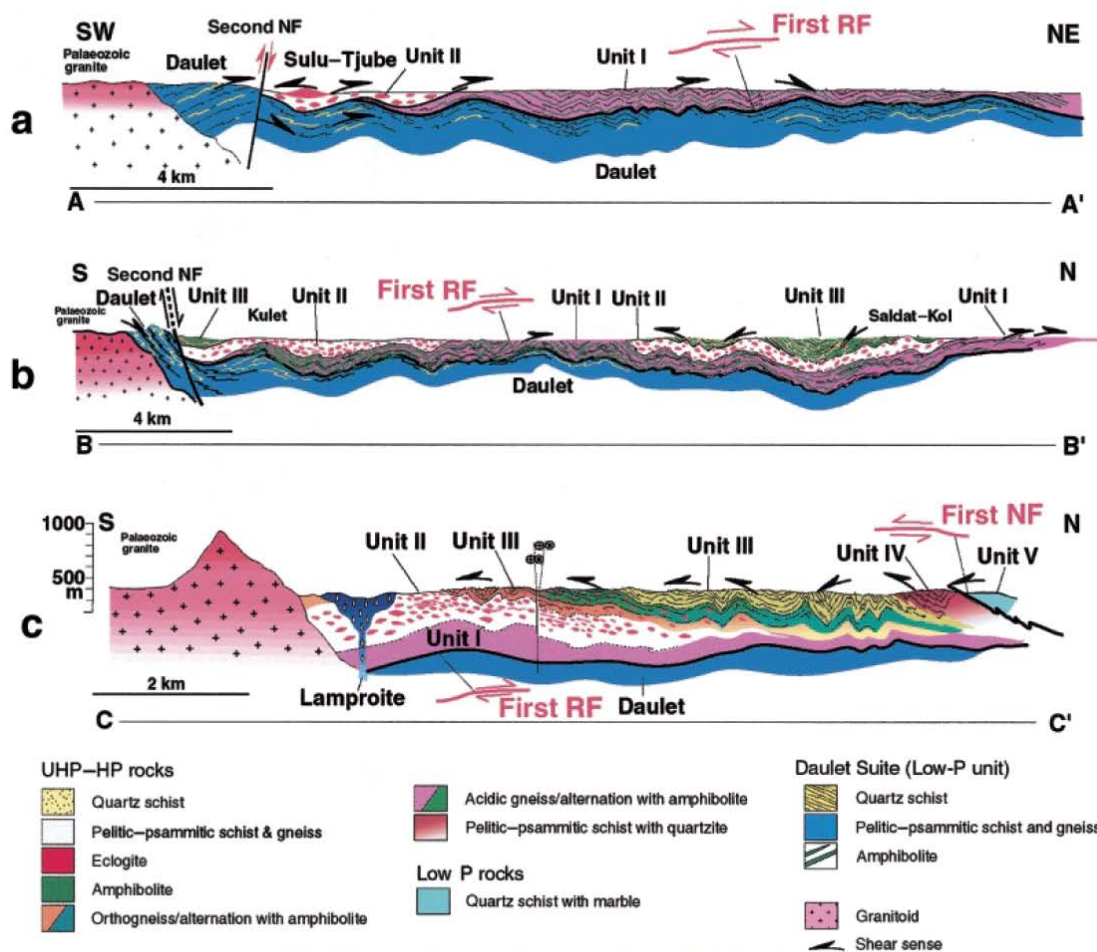 SW
Second NF
First RF
NE
Palaeozoic
granite
Daulet
Sulu–Tjube
Unit II
Unit I
a
Daulet
4 km
A
A'
S
Second NF
N
Daulet
Unit III
Unit II
First RF
Unit I
Unit II
Unit III
Unit I
Palaeozoic
granite
Kulet
Saldat–Kol
b
Daulet
4 km
B
B'
1000
S
Palaeozoic
granite
First NF
N
Unit II
Unit III
Unit III
Unit IV
Unit V
500
m
c
Unit I
2 km
Lamproite
First RF
Daulet
C
C'
UHP–HP rocks
Quartz schist
Pelitic–psammitic schist & gneiss
Eclogite
Amphibolite
Orthogneiss/alternation with amphibolite
Acidic gneiss/alternation with amphibolite
Pelitic–psammitic schist with quartzite
Low P rocks
Quartz schist with marble
Daulet Suite (Low-P unit)
Quartz schist
Pelitic–psammitic schist and gneiss
Amphibolite
Granitoid
Shear sense